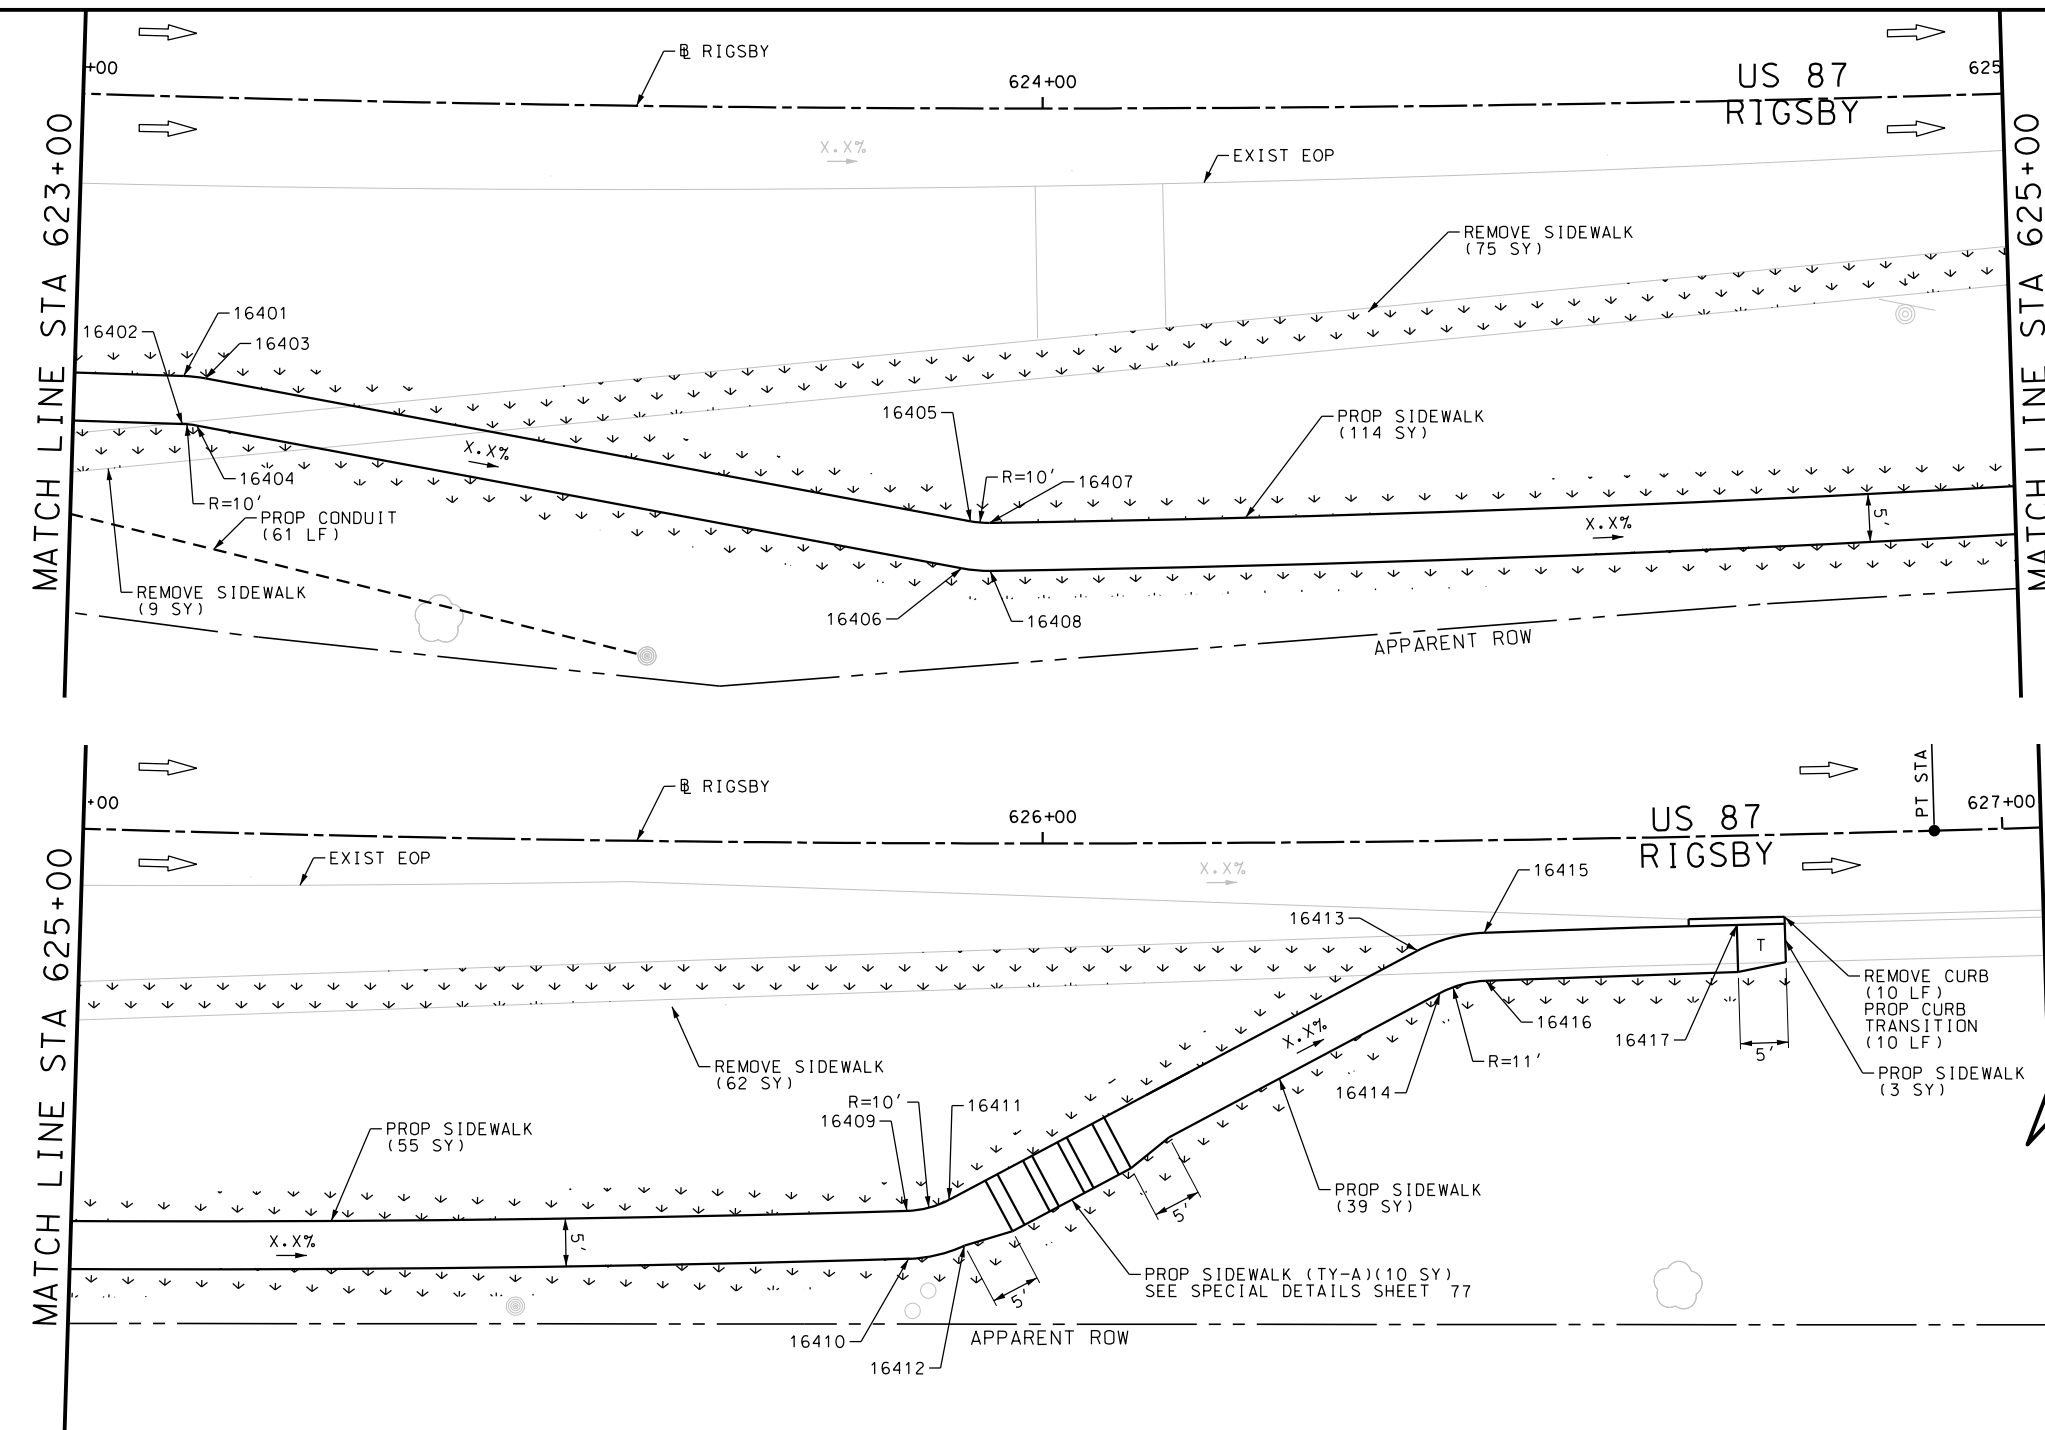 +00
℄ RIGSBY
624+00
US 87
RIGSBY
625
MATCH LINE STA 623+00
X.X%
EXIST EOP
MATCH LINE STA 625+00
REMOVE SIDEWALK
(75 SY)
16401
16402
16403
16405
PROP SIDEWALK
(114 SY)
X.X%
16404
R=10'
R=10'
16407
PROP CONDUIT
(61 LF)
X.X%
5'
REMOVE SIDEWALK
(9 SY)
16406
16408
APPARENT ROW
+00
℄ RIGSBY
626+00
US 87
RIGSBY
PT STA
627+00
MATCH LINE STA 625+00
EXIST EOP
X.X%
16415
16413
T
REMOVE CURB
(10 LF)
PROP CURB
TRANSITION
(10 LF)
16416
16417
5'
X.X%
R=11'
REMOVE SIDEWALK
(62 SY)
PROP SIDEWALK
(3 SY)
16414
R=10'
16411
16409
PROP SIDEWALK
(55 SY)
PROP SIDEWALK
(39 SY)
5'
X.X%
5'
PROP SIDEWALK (TY-A)(10 SY)
SEE SPECIAL DETAILS SHEET 77
5'
16410
APPARENT ROW
16412